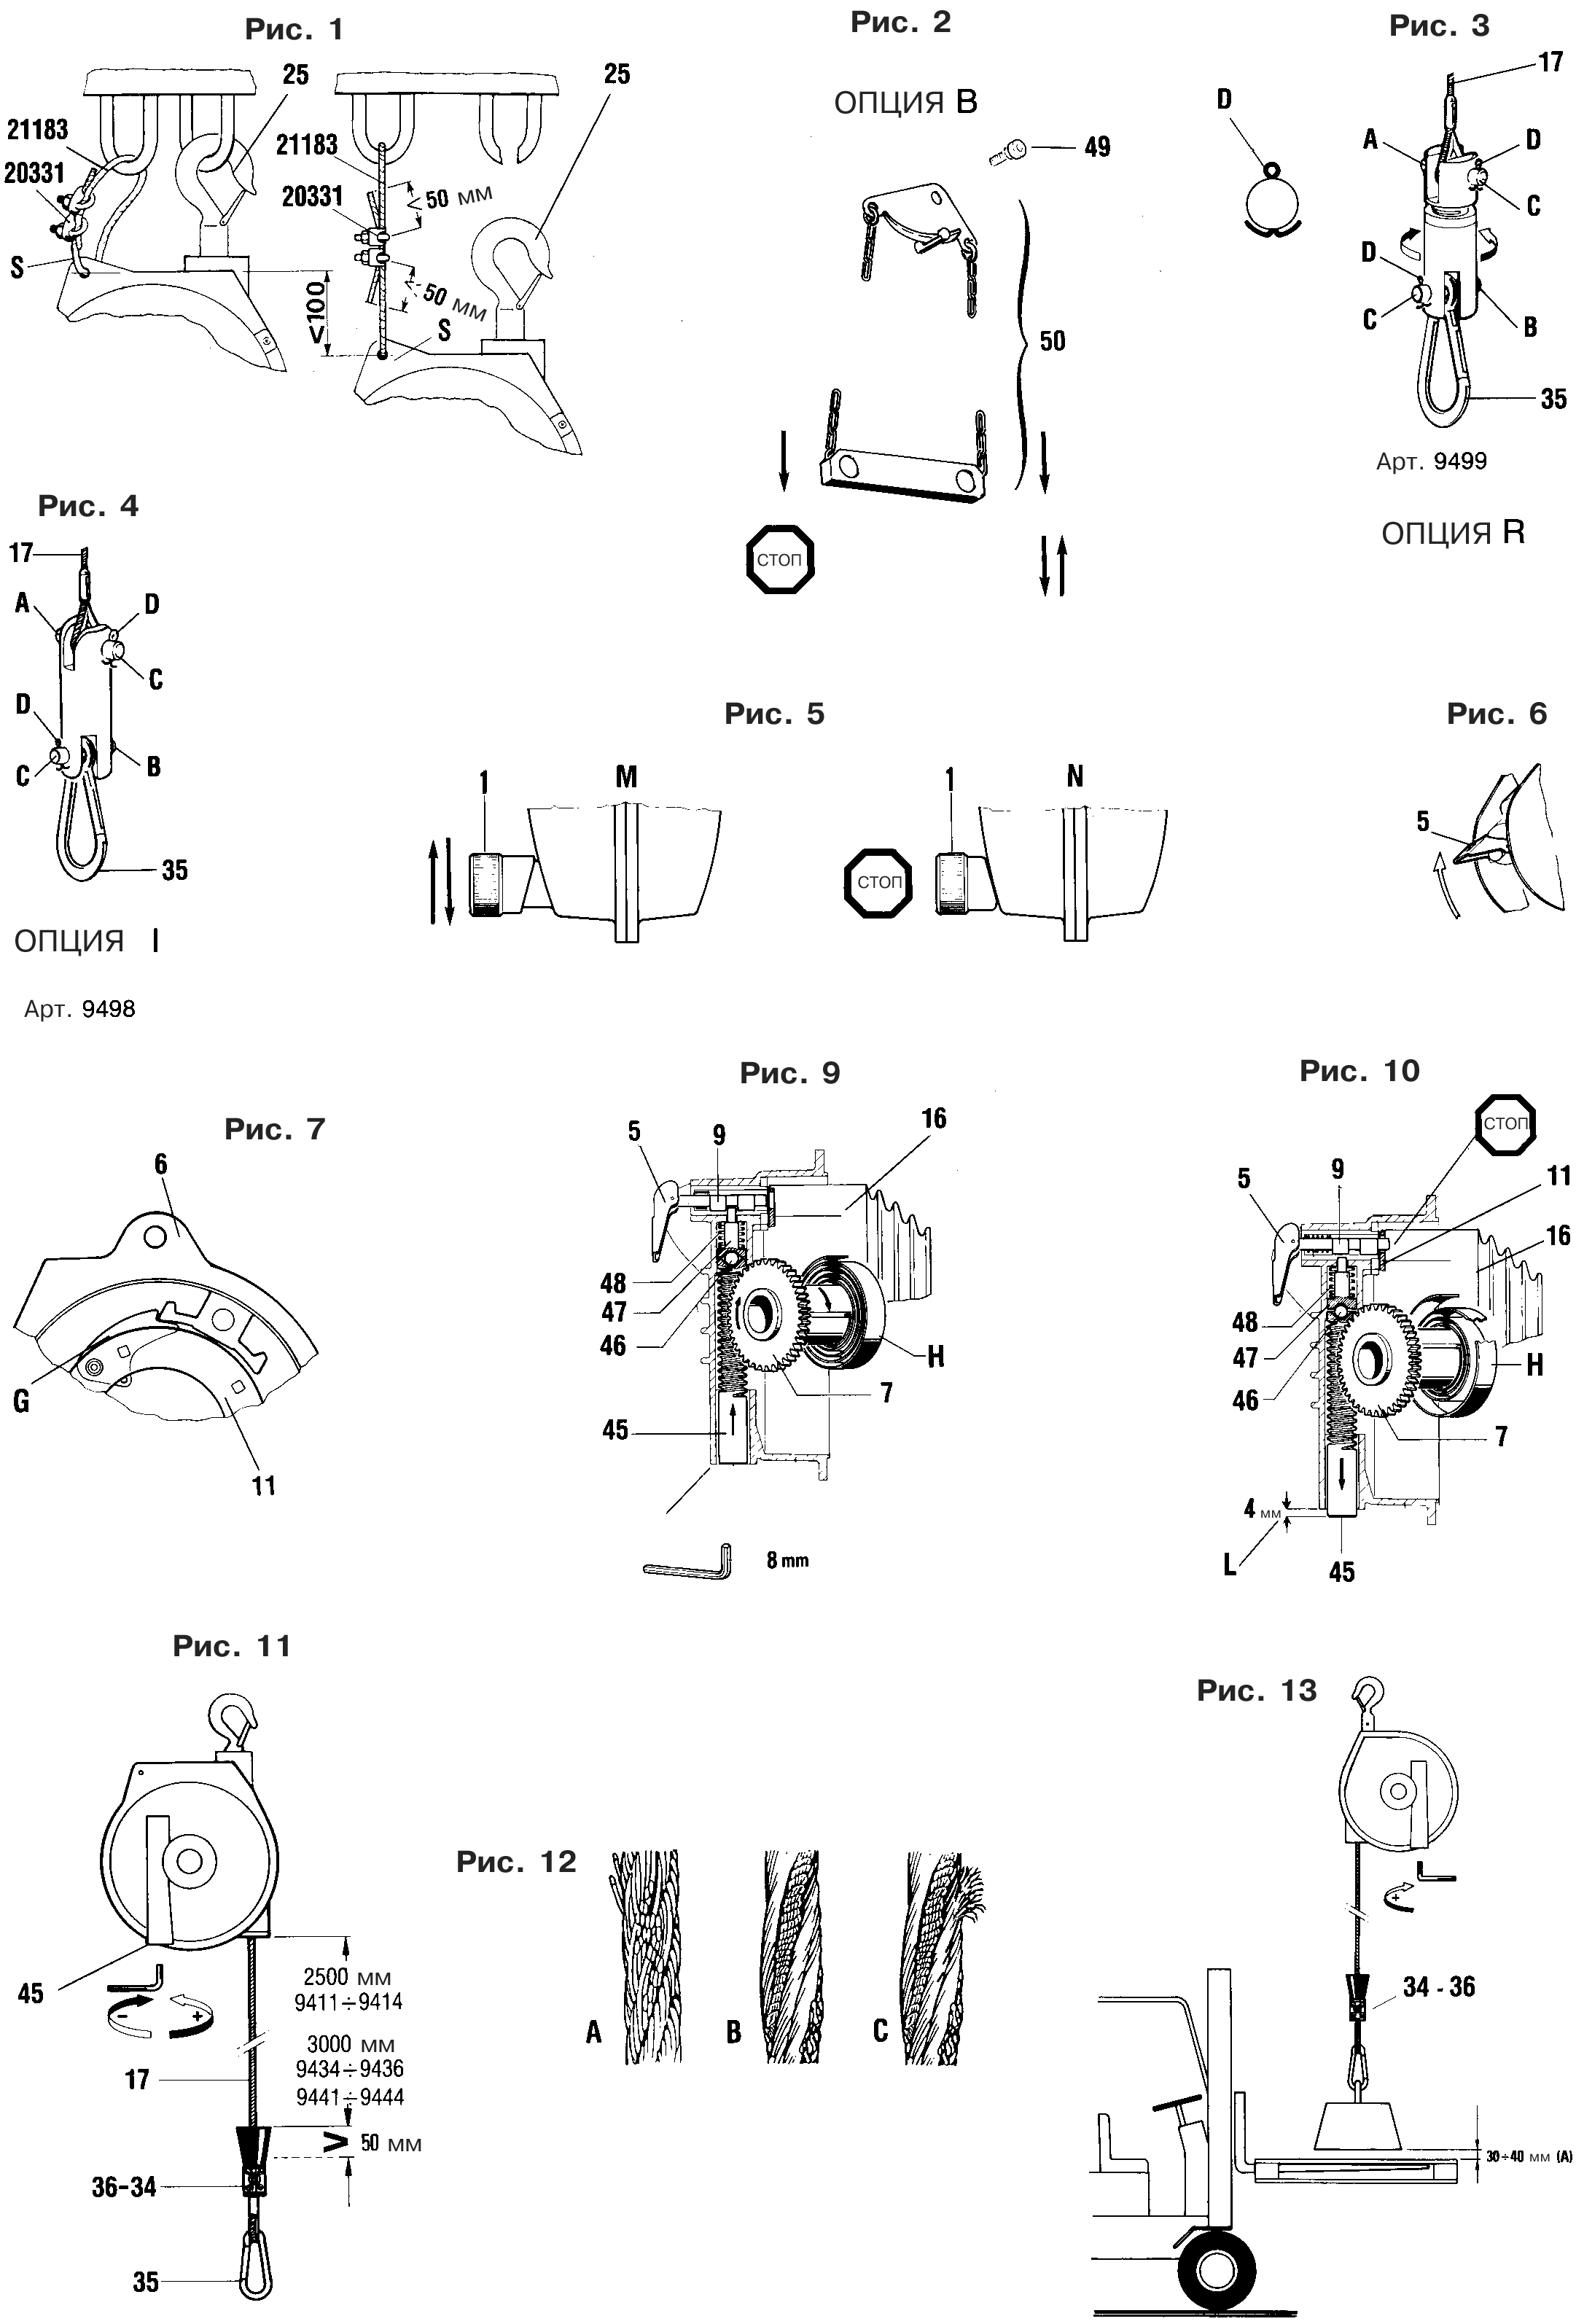 Рис. 1
25
21183
20331
S
25
21183
20331
< 50 мм
< 50 мм
<100
S
Рис. 2
ОПЦИЯ B
49
50
СТОП
Рис. 3
17
D
A
D
C
D
C
B
35
Арт. 9499
ОПЦИЯ R
Рис. 4
17
A
D
C
D
C
B
35
ОПЦИЯ I
Арт. 9498
Рис. 5
1
M
1
N
СТОП
Рис. 6
5
Рис. 7
6
G
11
Рис. 9
5
9
16
48
47
46
H
7
45
8 mm
Рис. 10
СТОП
5
9
11
16
48
47
46
H
7
4 мм
L
45
Рис. 11
45
- +
2500 мм
9411÷9414
3000 мм
9434÷9436
9441÷9444
17
> 50 мм
36-34
35
Рис. 12
A
B
C
Рис. 13
+
34 - 36
30÷40 мм (A)